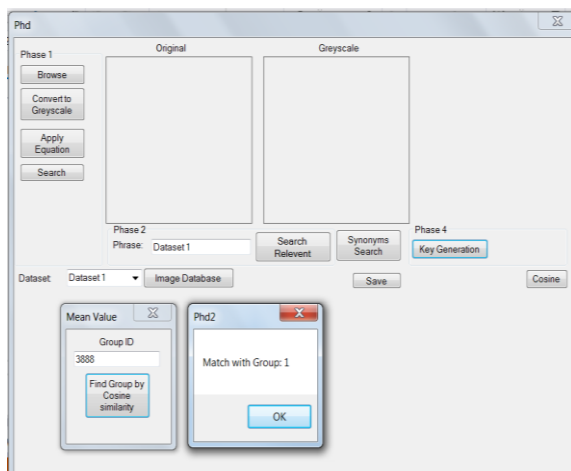 Phd
Phase 1
Original
Greyscale
Browse
Convert to
Greyscale
Apply
Equation
Search
Phase 2
Phrase: Dataset 1
Search
Relevent
Synonyms
Search
Phase 4
Key Generation
Dataset: Dataset 1
Image Database
Save
Cosine
Mean Value
Group ID
3888
Find Group by
Cosine
similarity
Phd2
Match with Group: 1
OK